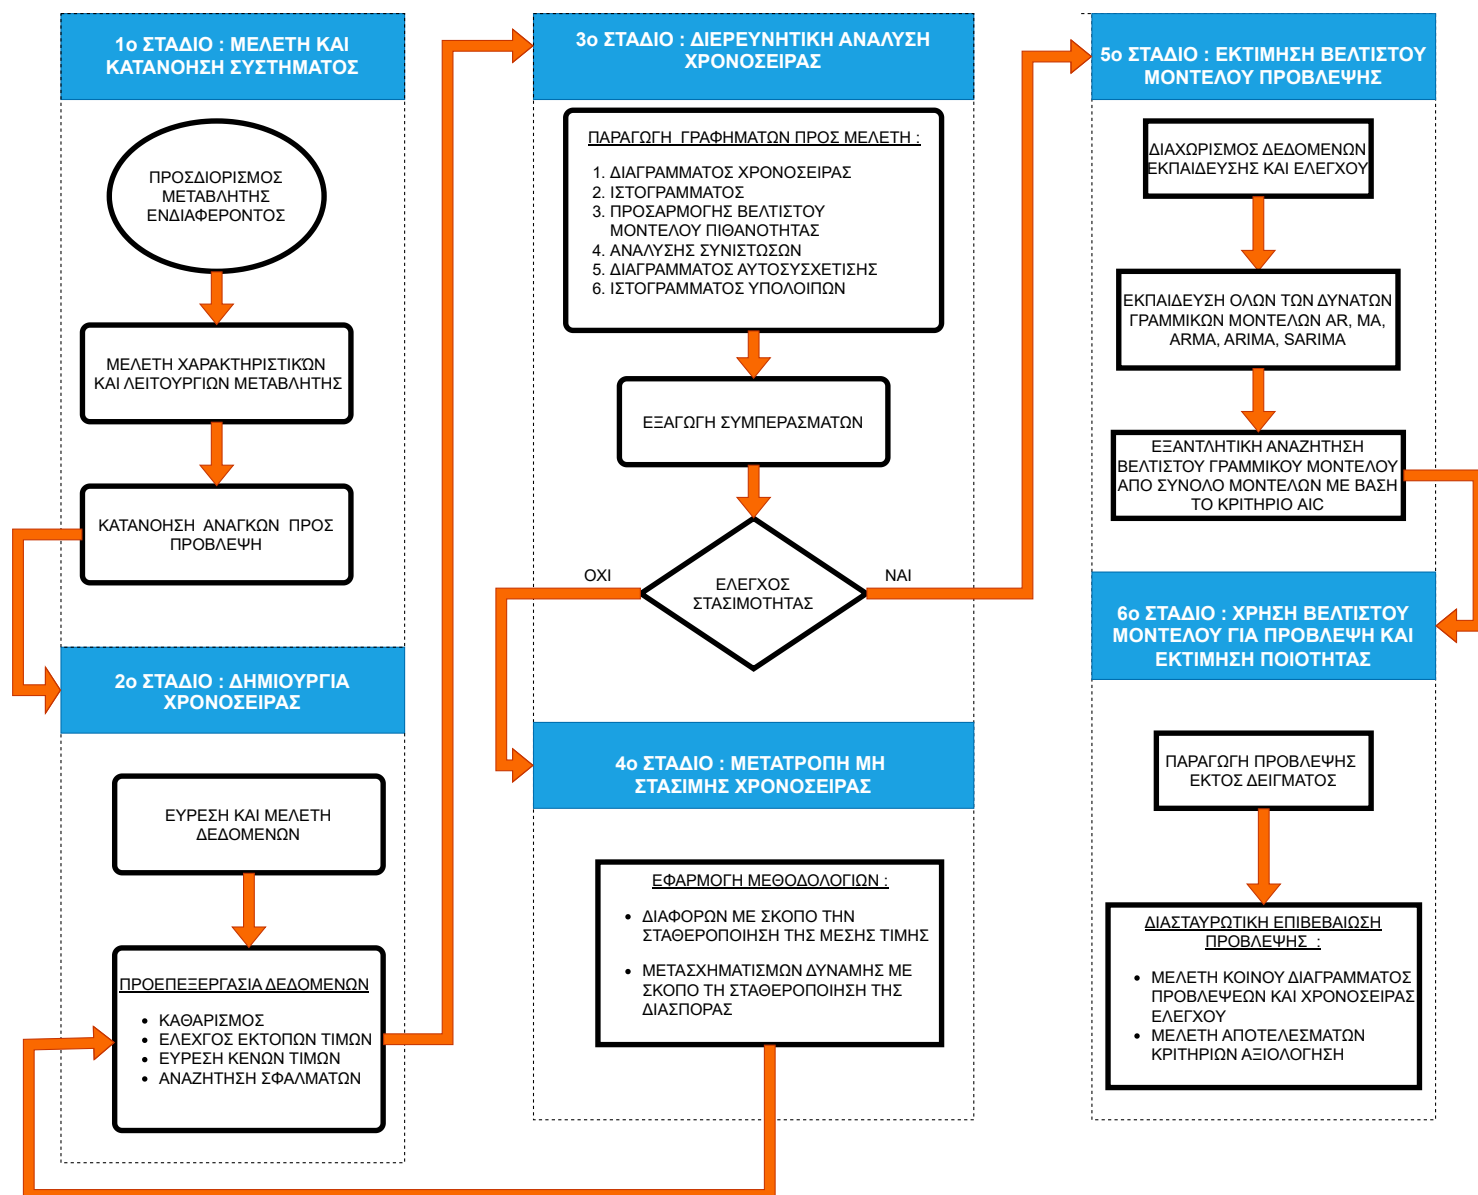 1ο ΣΤΑΔΙΟ : ΜΕΛΕΤΗ ΚΑΙ
ΚΑΤΑΝΟΗΣΗ ΣΥΣΤΗΜΑΤΟΣ
ΠΡΟΣΔΙΟΡΙΣΜΟΣ
ΜΕΤΑΒΛΗΤΗΣ
ΕΝΔΙΑΦΕΡΟΝΤΟΣ
ΜΕΛΕΤΗ ΧΑΡΑΚΤΗΡΙΣΤΙΚΏΝ
ΚΑΙ ΛΕΙΤΟΥΡΓΙΩΝ ΜΕΤΑΒΛΗΤΗΣ
ΚΑΤΑΝΟΗΣΗ ΑΝΑΓΚΩΝ ΠΡΟΣ
ΠΡΟΒΛΕΨΗ
2ο ΣΤΑΔΙΟ : ΔΗΜΙΟΥΡΓΙΑ
ΧΡΟΝΟΣΕΙΡΑΣ
ΕΥΡΕΣΗ ΚΑΙ ΜΕΛΕΤΗ
ΔΕΔΟΜΕΝΩΝ
ΠΡΟΕΠΕΞΕΡΓΑΣΙΑ ΔΕΔΟΜΕΝΩΝ
• ΚΑΘΑΡΙΣΜΟΣ
• ΕΛΕΧΓΟΣ ΕΚΤΟΠΩΝ ΤΙΜΩΝ
• ΕΥΡΕΣΗ ΚΕΝΩΝ ΤΙΜΩΝ
• ΑΝΑΖΗΤΗΣΗ ΣΦΑΛΜΑΤΩΝ
3ο ΣΤΑΔΙΟ : ΔΙΕΡΕΥΝΗΤΙΚΗ ΑΝΑΛΥΣΗ
ΧΡΟΝΟΣΕΙΡΑΣ
ΠΑΡΑΓΩΓΗ ΓΡΑΦΗΜΑΤΩΝ ΠΡΟΣ ΜΕΛΕΤΗ :
1. ΔΙΑΓΡΑΜΜΑΤΟΣ ΧΡΟΝΟΣΕΙΡΑΣ
2. ΙΣΤΟΓΡΑΜΜΑΤΟΣ
3. ΠΡΟΣΑΡΜΟΓΗΣ ΒΕΛΤΙΣΤΟΥ
ΜΟΝΤΕΛΟΥ ΠΙΘΑΝΟΤΗΤΑΣ
4. ΑΝΑΛΥΣΗΣ ΣΥΝΙΣΤΩΣΩΝ
5. ΔΙΑΓΡΑΜΜΑΤΟΣ ΑΥΤΟΣΥΣΧΕΤΙΣΗΣ
6. ΙΣΤΟΓΡΑΜΜΑΤΟΣ ΥΠΟΛΟΙΠΩΝ
ΕΞΑΓΩΓΗ ΣΥΜΠΕΡΑΣΜΑΤΩΝ
ΟΧΙ
ΕΛΕΓΧΟΣ
ΣΤΑΣΙΜΟΤΗΤΑΣ
ΝΑΙ
4ο ΣΤΑΔΙΟ : ΜΕΤΑΤΡΟΠΗ ΜΗ
ΣΤΑΣΙΜΗΣ ΧΡΟΝΟΣΕΙΡΑΣ
ΕΦΑΡΜΟΓΗ ΜΕΘΟΔΟΛΟΓΙΩΝ :
• ΔΙΑΦΟΡΩΝ ΜΕ ΣΚΟΠΟ ΤΗΝ
ΣΤΑΘΕΡΟΠΟΙΗΣΗ ΤΗΣ ΜΕΣΗΣ ΤΙΜΗΣ
• ΜΕΤΑΣΧΗΜΑΤΙΣΜΩΝ ΔΥΝΑΜΗΣ ΜΕ
ΣΚΟΠΟ ΤΗ ΣΤΑΘΕΡΟΠΟΙΗΣΗ ΤΗΣ
ΔΙΑΣΠΟΡΑΣ
5ο ΣΤΑΔΙΟ : ΕΚΤΙΜΗΣΗ ΒΕΛΤΙΣΤΟΥ
ΜΟΝΤΕΛΟΥ ΠΡΟΒΛΕΨΗΣ
ΔΙΑΧΩΡΙΣΜΟΣ ΔΕΔΟΜΕΝΩΝ
ΕΚΠΑΙΔΕΥΣΗΣ ΚΑΙ ΕΛΕΓΧΟΥ
ΕΚΠΑΙΔΕΥΣΗ ΟΛΩΝ ΤΩΝ ΔΥΝΑΤΩΝ
ΓΡΑΜΜΙΚΩΝ ΜΟΝΤΕΛΩΝ AR, MA,
ARMA, ARIMA, SARIMA
ΕΞΑΝΤΛΗΤΙΚΗ ΑΝΑΖΗΤΗΣΗ
ΒΕΛΤΙΣΤΟΥ ΓΡΑΜΜΙΚΟΥ ΜΟΝΤΕΛΟΥ
ΑΠΟ ΣΥΝΟΛΟ ΜΟΝΤΕΛΩΝ ΜΕ ΒΑΣΗ
ΤΟ ΚΡΙΤΗΡΙΟ AIC
6ο ΣΤΑΔΙΟ : ΧΡΗΣΗ ΒΕΛΤΙΣΤΟΥ
ΜΟΝΤΕΛΟΥ ΓΙΑ ΠΡΟΒΛΕΨΗ ΚΑΙ
ΕΚΤΙΜΗΣΗ ΠΟΙΟΤΗΤΑΣ
ΠΑΡΑΓΩΓΗ ΠΡΟΒΛΕΨΗΣ
ΕΚΤΟΣ ΔΕΙΓΜΑΤΟΣ
ΔΙΑΣΤΑΥΡΩΤΙΚΗ ΕΠΙΒΕΒΑΙΩΣΗ
ΠΡΟΒΛΕΨΗΣ :
• ΜΕΛΕΤΗ ΚΟΙΝΟΥ ΔΙΑΓΡΑΜΜΑΤΟΣ
ΠΡΟΒΛΕΨΕΩΝ ΚΑΙ ΧΡΟΝΟΣΕΙΡΑΣ
ΕΛΕΓΧΟΥ
• ΜΕΛΕΤΗ ΑΠΟΤΕΛΕΣΜΑΤΩΝ
ΚΡΙΤΗΡΙΩΝ ΑΞΙΟΛΟΓΗΣΗ